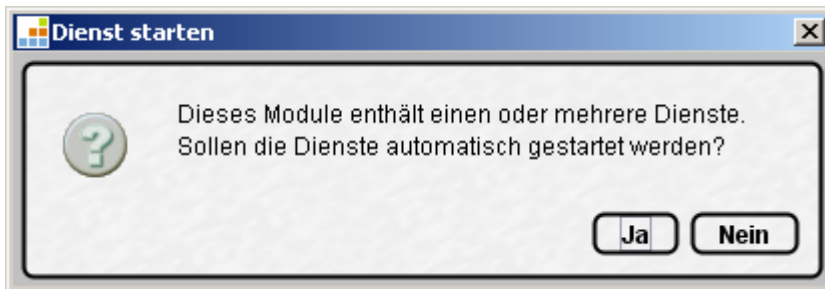 Dienst starten
Dieses Module enthält einen oder mehrere Dienste.
Sollen die Dienste automatisch gestartet werden?
Ja Nein